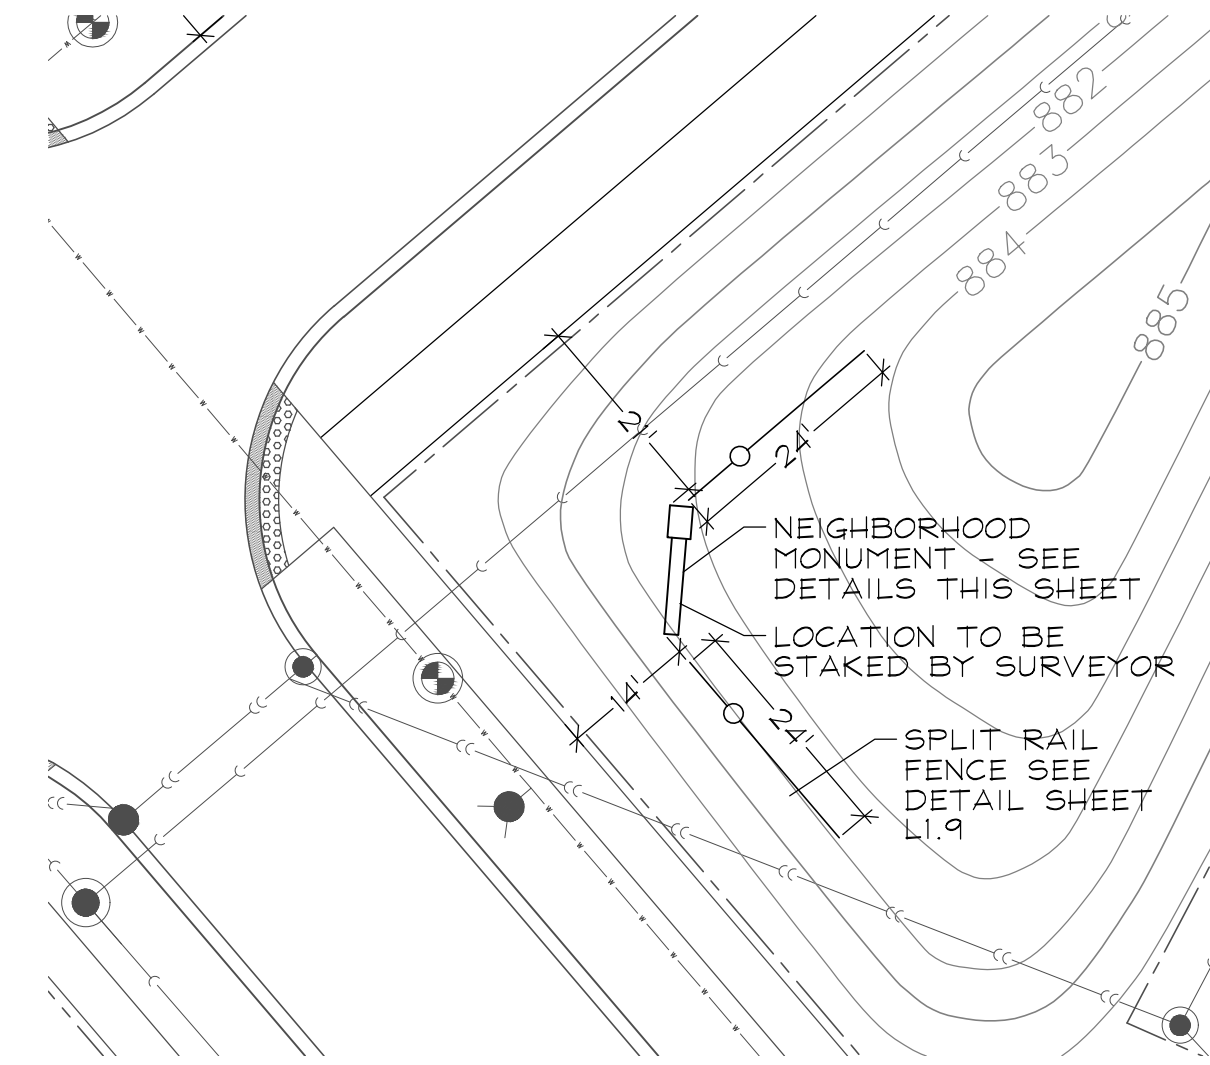 882
883
884
885
24'
NEIGHBORHOOD
MONUMENT - SEE
DETAILS THIS SHEET
LOCATION TO BE
STAKED BY SURVEYOR
14'
24'
SPLIT RAIL
FENCE SEE
DETAIL SHEET
L1.9